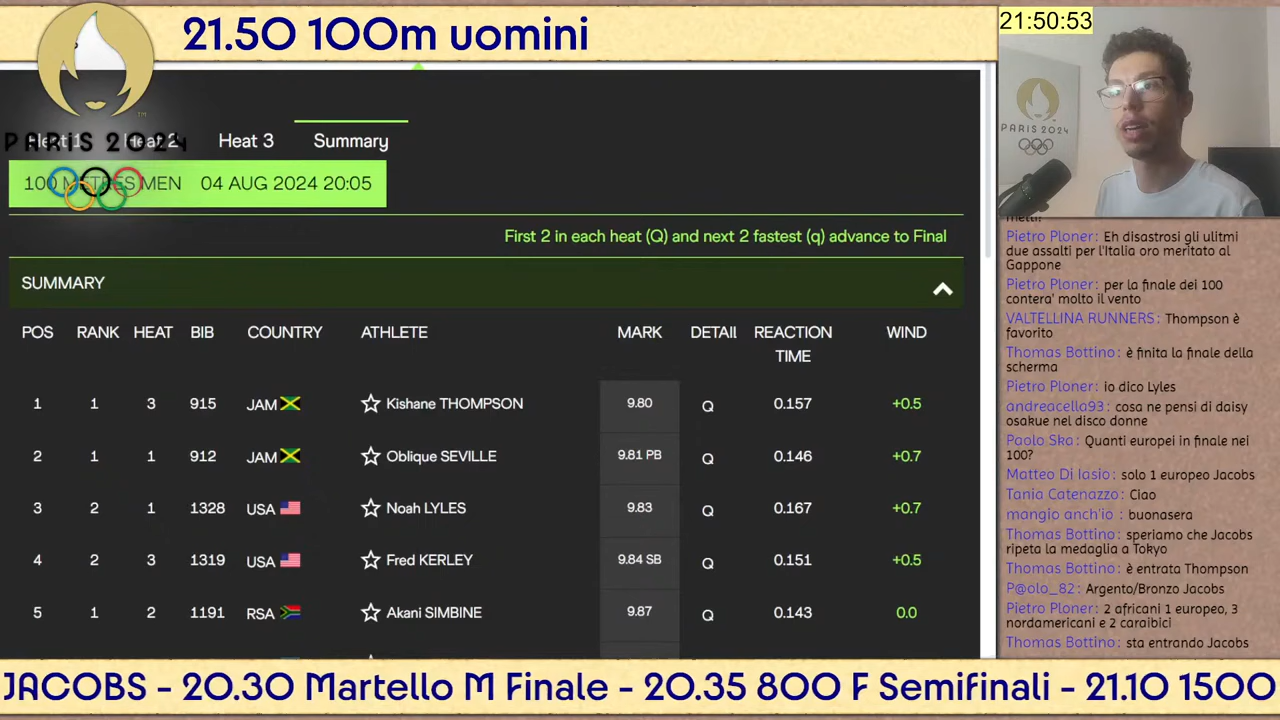 21.50 100m uomini
21:50:53
PARIS 2024
PARIS 2024
Heat 1
Heat 2
Heat 3
Summary
100 METRES MEN 04 AUG 2024 20:05
First 2 in each heat (Q) and next 2 fastest (q) advance to Final
SUMMARY
POS RANK HEAT BIB COUNTRY ATHLETE MARK DETAIL REACTION TIME WIND
1 1 3 915 JAM Kishane THOMPSON 9.80 Q 0.157 +0.5
2 1 1 912 JAM Oblique SEVILLE 9.81 PB Q 0.146 +0.7
3 2 1 1328 USA Noah LYLES 9.83 Q 0.167 +0.7
4 2 3 1319 USA Fred KERLEY 9.84 SB Q 0.151 +0.5
5 1 2 1191 RSA Akani SIMBINE 9.87 Q 0.143 0.0
Pietro Ploner: Eh disastrosi gli ulitmi
due assalti per l'Italia oro meritato al
Gappone
Pietro Ploner: per la finale dei 100
contera' molto il vento
VALTELLINA RUNNERS: Thompson è
favorito
Thomas Bottino: è finita la finale della
scherma
Pietro Ploner: io dico Lyles
andreacella93: cosa ne pensi di daisy
osakue nel disco donne
Paolo Ska: Quanti europei in finale nei
100?
Matteo Di Iasio: solo 1 europeo Jacobs
Tania Catenazzo: Ciao
mangio anch'io: buonasera
Thomas Bottino: speriamo che Jacobs
ripeta la medaglia a Tokyo
Thomas Bottino: è entrata Thompson
P@olo_82: Argento/Bronzo Jacobs
Pietro Ploner: 2 africani 1 europeo, 3
nordamericani e 2 caraibici
Thomas Bottino: sta entrando Jacobs
JACOBS - 20.30 Martello M Finale - 20.35 800 F Semifinali - 21.10 1500